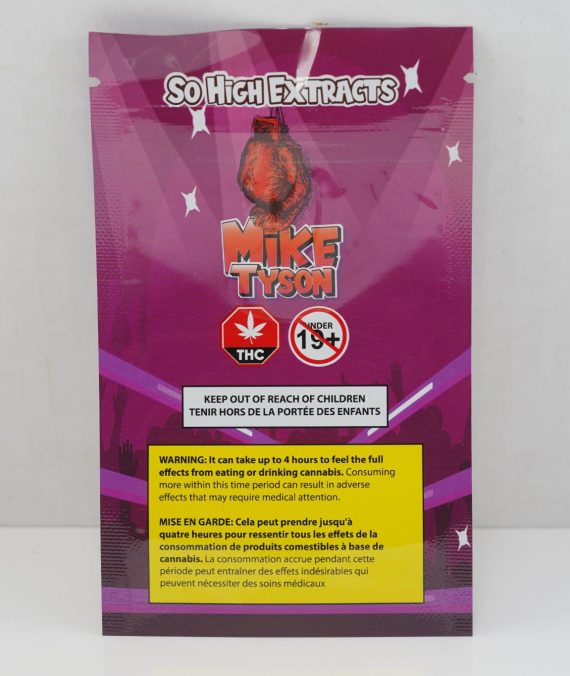 SO HIGH EXTRACTS
MIKE
TYSON
THC
UNDER
19+
KEEP OUT OF REACH OF CHILDREN
TENIR HORS DE LA PORTÉE DES ENFANTS
WARNING: It can take up to 4 hours to feel the full
effects from eating or drinking cannabis. Consuming
more within this time period can result in adverse
effects that may require medical attention.
MISE EN GARDE: Cela peut prendre jusqu'à
quatre heures pour ressentir tous les effets de la
consommation de produits comestibles à base de
cannabis. La consommation accrue pendant cette
période peut entraîner des effets indésirables qui
peuvent nécessiter des soins médicaux